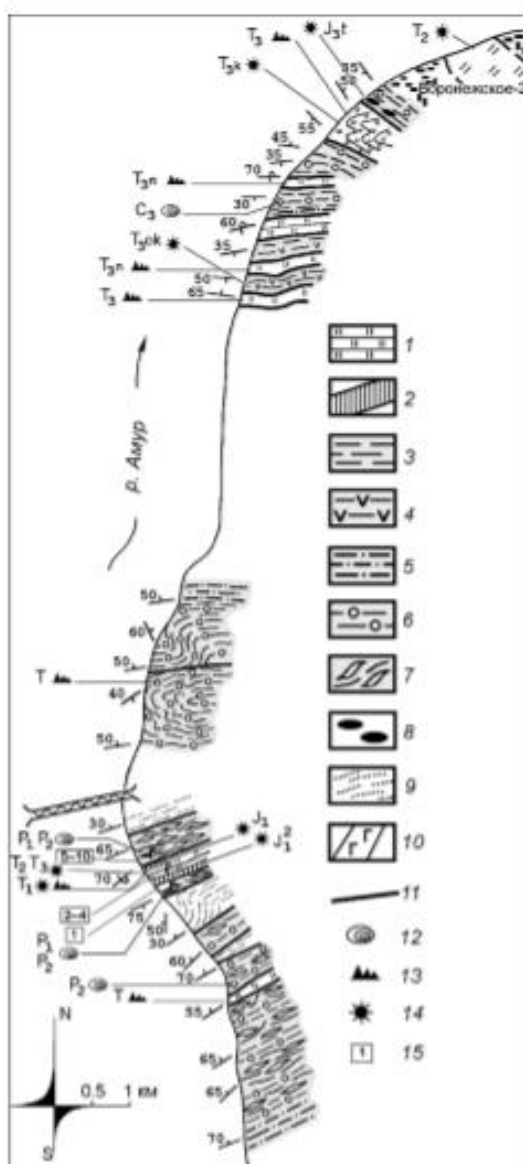 T₃
J₃t
T₂
T₃k
Воронежское-2
35
50
55
45
35
70
T₃n
30
C₃
60
T₃ok
35
T₃n
50
65
T₃
р. Амур
1
2
3
4
5
6
7
8
9
10
11
12
13
14
15
50
60
50
T
40
50
30
P₁ P₂
65
5–10
J₁
J₁²
T₂ T₃
70
T₁
2–4
1
75
P₁
P₂
50
30
60
P₂
70
T
55
65
65
70
N
S
0.5 1 км
1